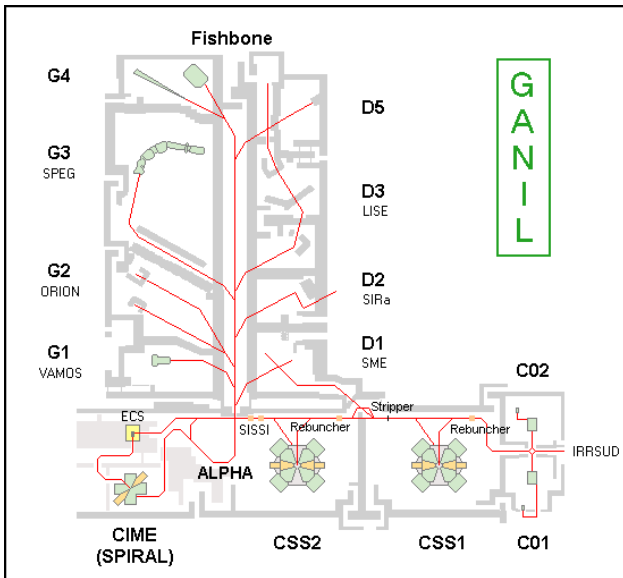 Fishbone
G4
D5
G
A
N
I
L
G3
SPEG
D3
LISE
G2
ORION
D2
SIRa
G1
VAMOS
D1
SME
C02
ECS
SISSI
Rebuncher
Stripper
Rebuncher
IRRSUD
ALPHA
CIME
(SPIRAL)
CSS2
CSS1
C01